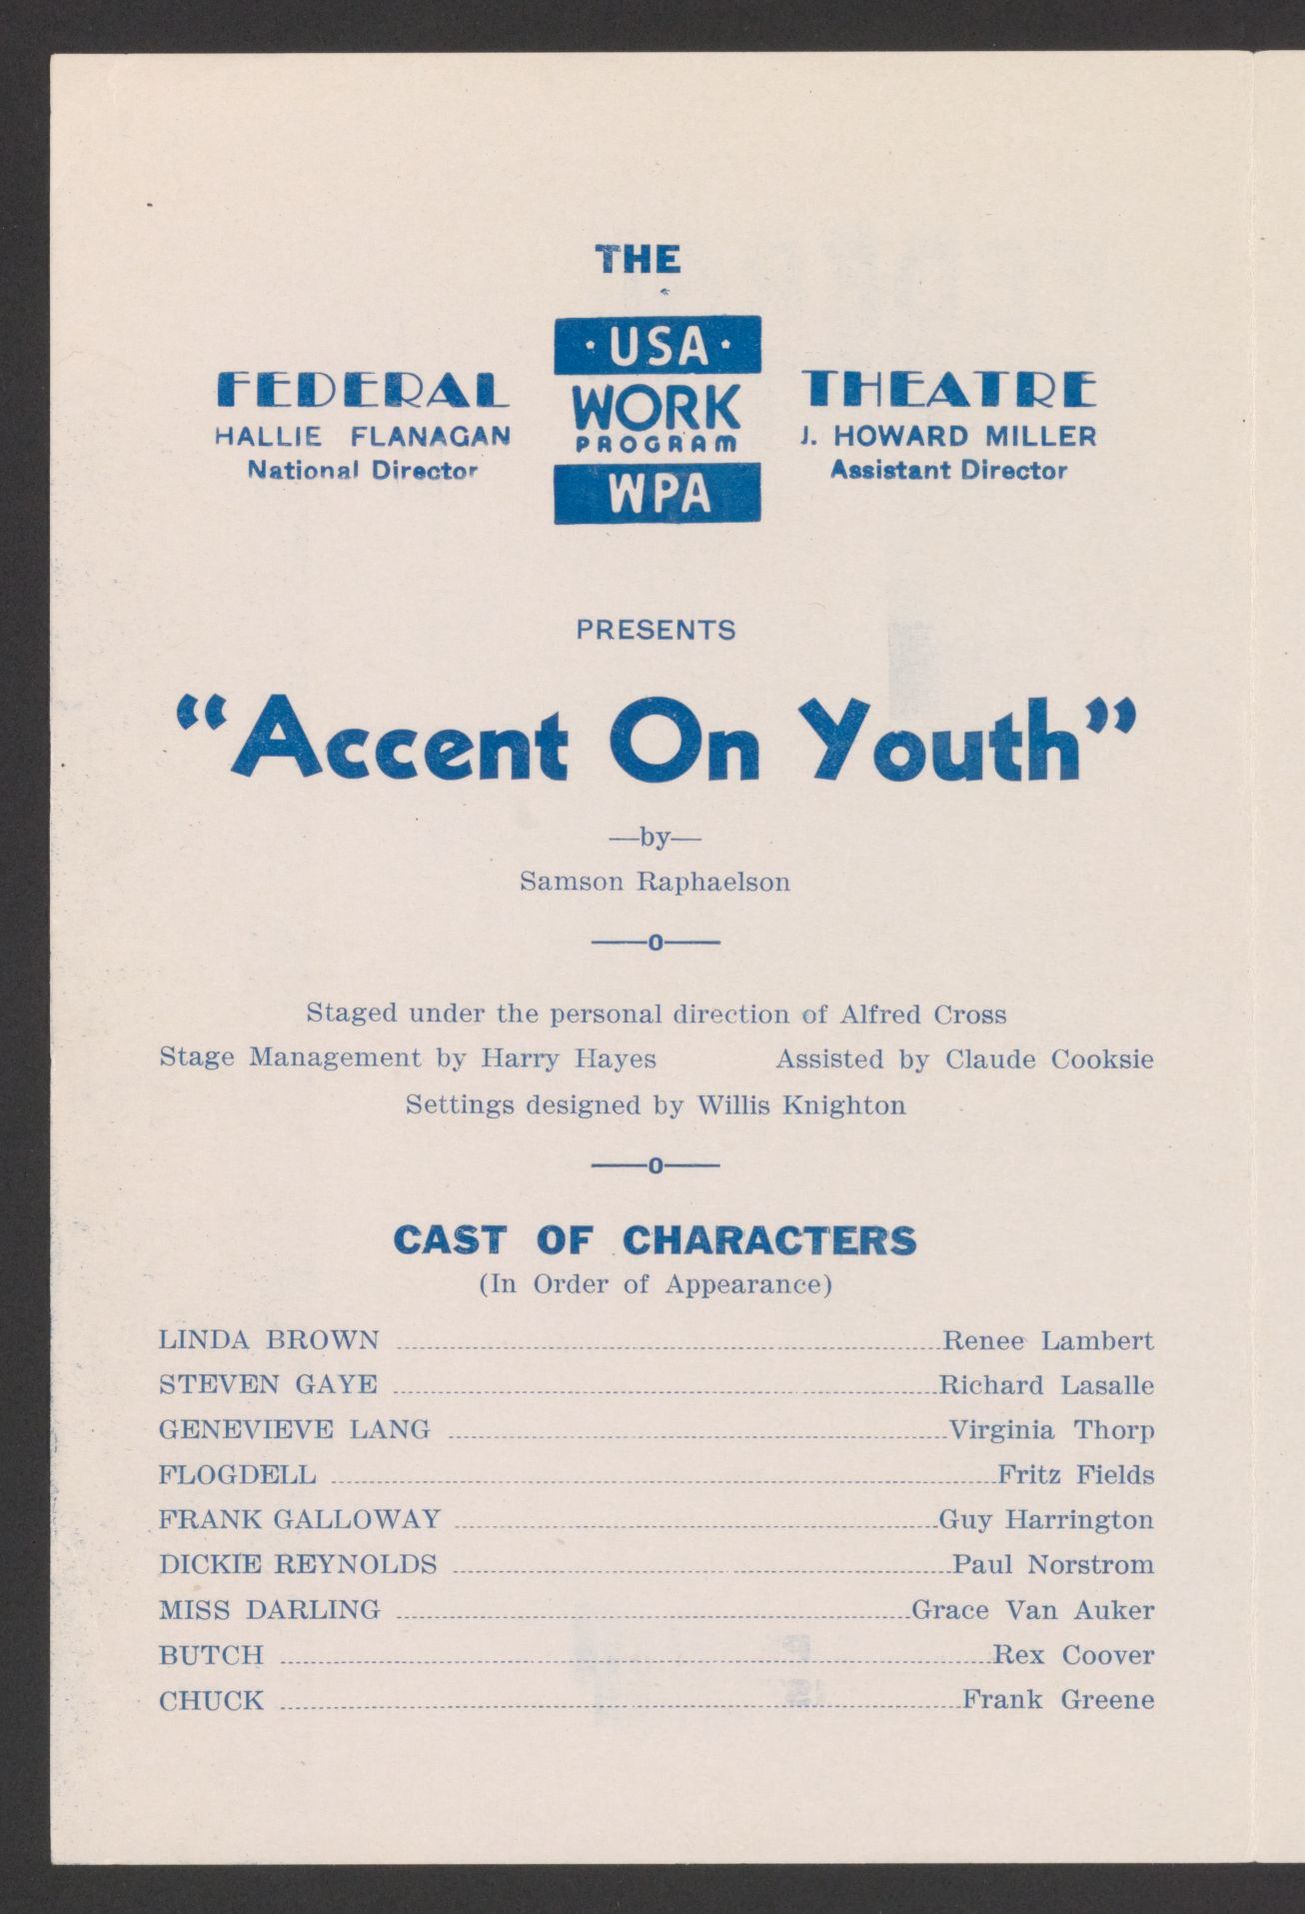 THE
· USA ·
WORK
PROGRAM
WPA
FEDERAL
HALLIE FLANAGAN
National Director
THEATRE
J. HOWARD MILLER
Assistant Director
PRESENTS
“Accent On Youth”
—by—
Samson Raphaelson
——o——
Staged under the personal direction of Alfred Cross
Stage Management by Harry Hayes Assisted by Claude Cooksie
Settings designed by Willis Knighton
——o——
CAST OF CHARACTERS
(In Order of Appearance)
LINDA BROWN ........ Renee Lambert
STEVEN GAYE ........ Richard Lasalle
GENEVIEVE LANG ........ Virginia Thorp
FLOGDELL ........ Fritz Fields
FRANK GALLOWAY ........ Guy Harrington
DICKIE REYNOLDS ........ Paul Norstrom
MISS DARLING ........ Grace Van Auker
BUTCH ........ Rex Coover
CHUCK ........ Frank Greene